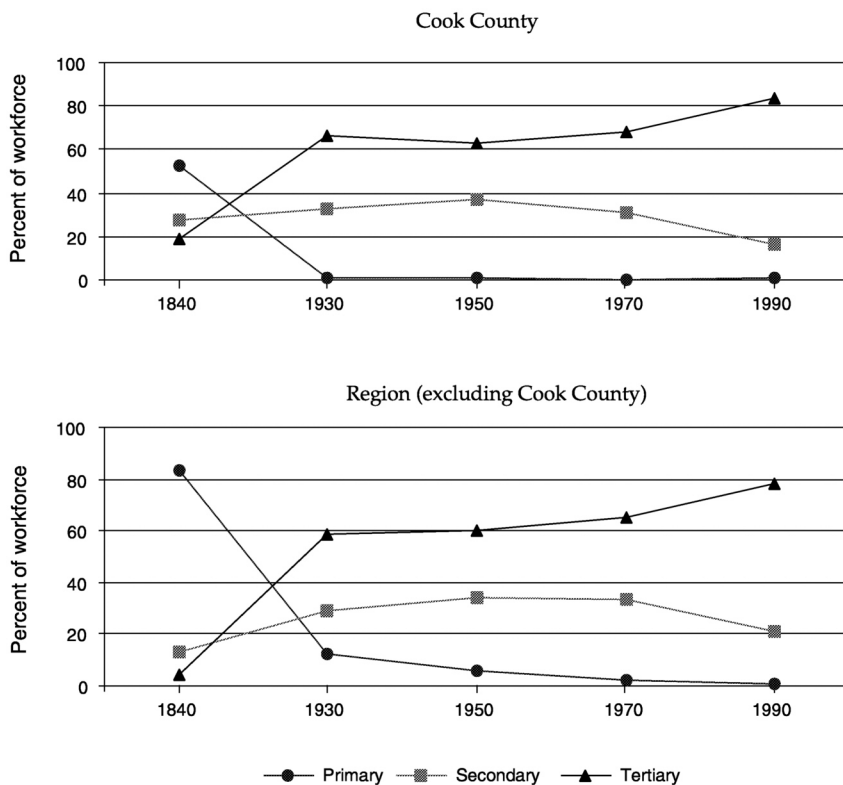 Cook County
Percent of workforce
100
80
60
40
20
0
1840 1930 1950 1970 1990
Region (excluding Cook County)
Percent of workforce
100
80
60
40
20
0
1840 1930 1950 1970 1990
Primary Secondary Tertiary